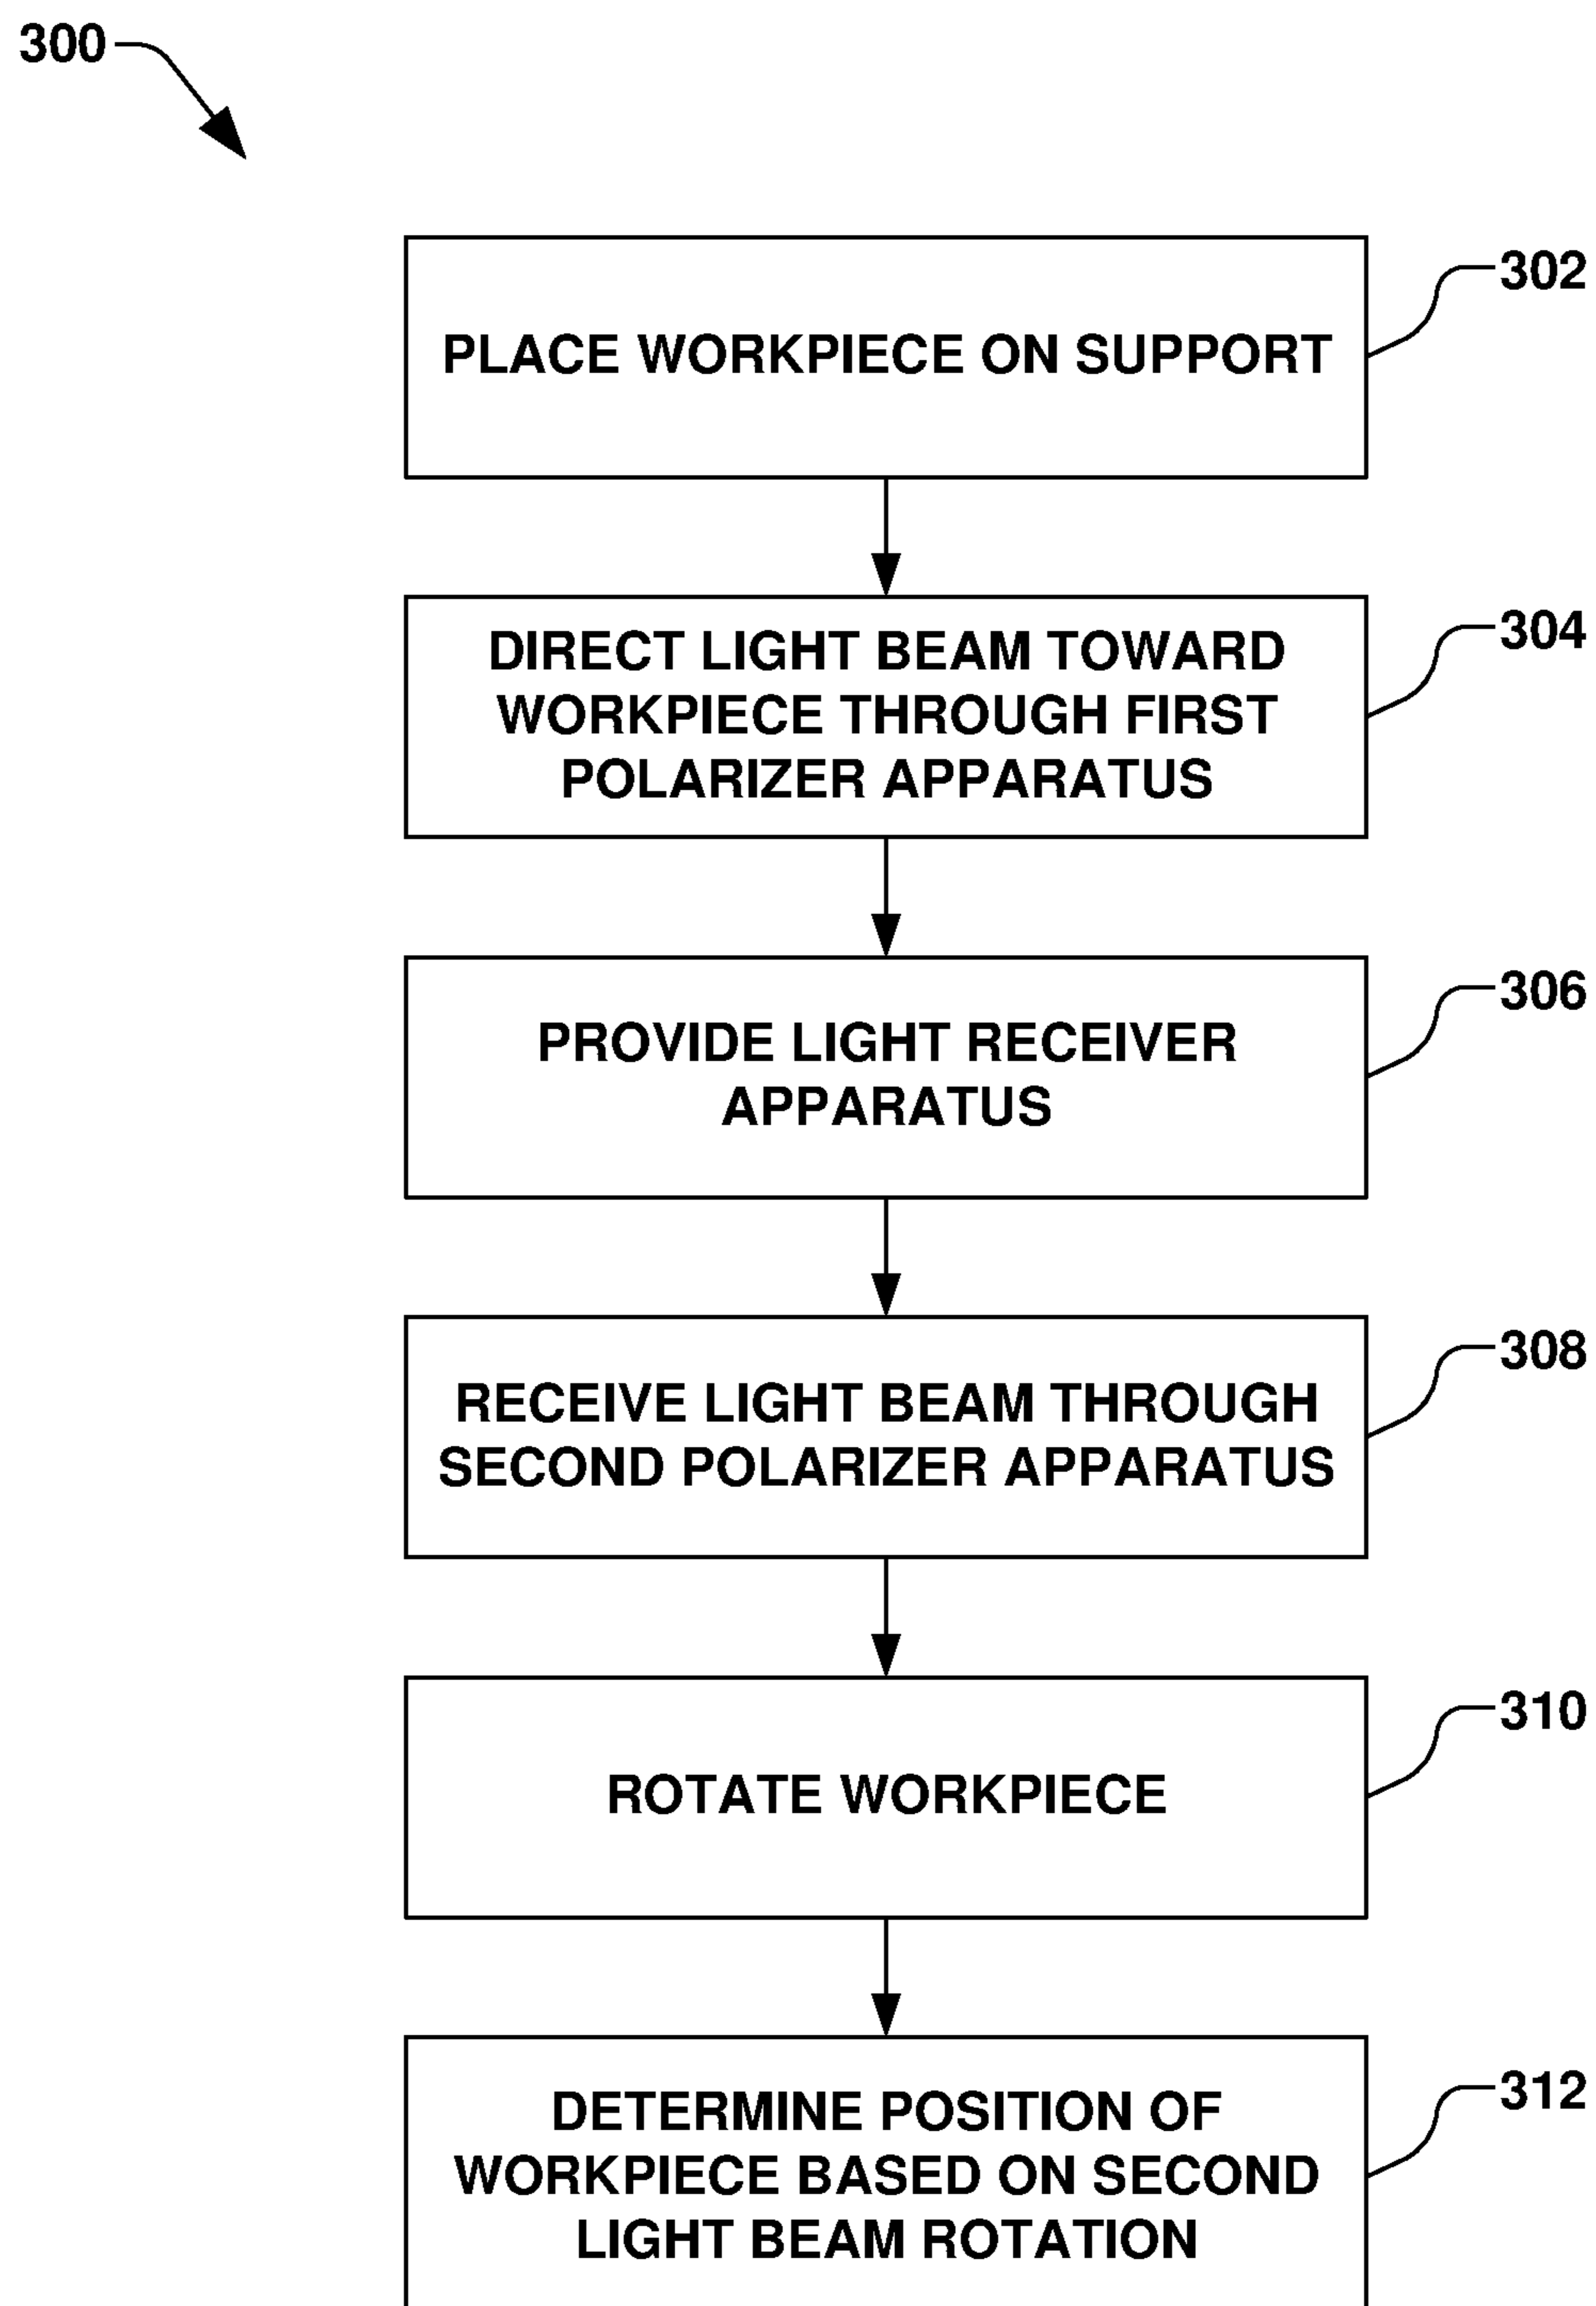 300
PLACE WORKPIECE ON SUPPORT
302
DIRECT LIGHT BEAM TOWARD
WORKPIECE THROUGH FIRST
POLARIZER APPARATUS
304
PROVIDE LIGHT RECEIVER
APPARATUS
306
RECEIVE LIGHT BEAM THROUGH
SECOND POLARIZER APPARATUS
308
ROTATE WORKPIECE
310
DETERMINE POSITION OF
WORKPIECE BASED ON SECOND
LIGHT BEAM ROTATION
312